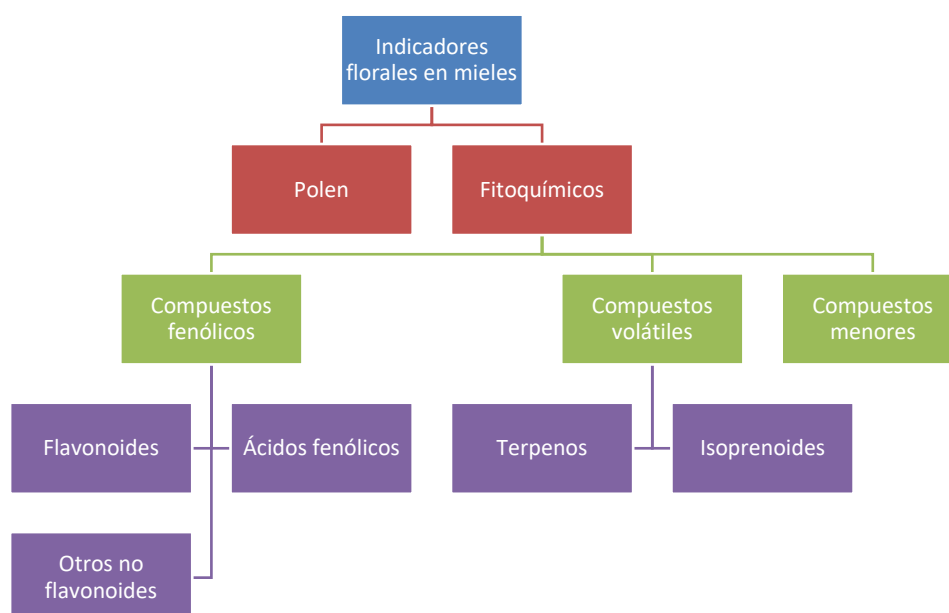 Indicadores
florales en mieles
Polen
Fitoquímicos
Compuestos
fenólicos
Compuestos
volátiles
Compuestos
menores
Flavonoides
Ácidos fenólicos
Terpenos
Isoprenoides
Otros no
flavonoides